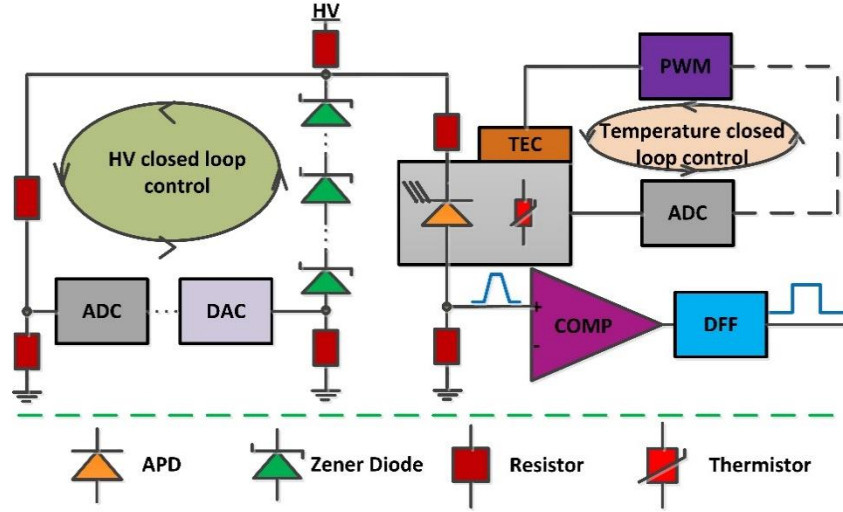 HV
PWM
HV closed loop
control
TEC
Temperature closed
loop control
ADC
ADC
DAC
+
-
COMP
DFF
APD
Zener Diode
Resistor
Thermistor